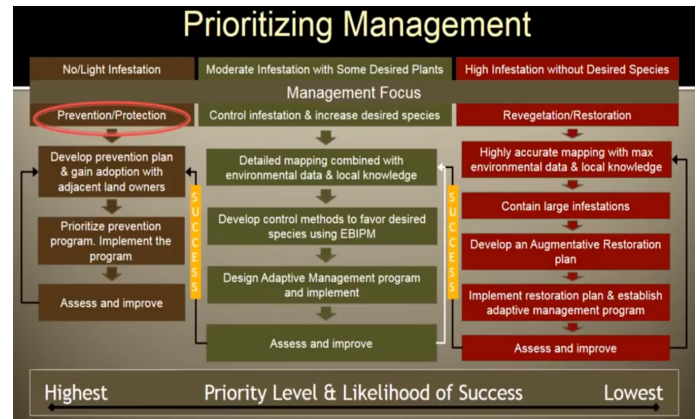 Prioritizing Management
No/Light Infestation
Moderate Infestation with Some Desired Plants
High Infestation without Desired Species
Management Focus
Prevention/Protection
Control infestation & increase desired species
Revegetation/Restoration
Develop prevention plan
& gain adoption with
adjacent land owners
Prioritize prevention
program. Implement the
program
Assess and improve
SUCCESS
Detailed mapping combined with
environmental data & local knowledge
Develop control methods to favor desired
species using EBIPM
Design Adaptive Management program
and implement
Assess and improve
SUCCESS
Highly accurate mapping with max
environmental data & local knowledge
Contain large infestations
Develop an Augmentative Restoration
plan
Implement restoration plan & establish
adaptive management program
Assess and improve
Highest
Priority Level & Likelihood of Success
Lowest